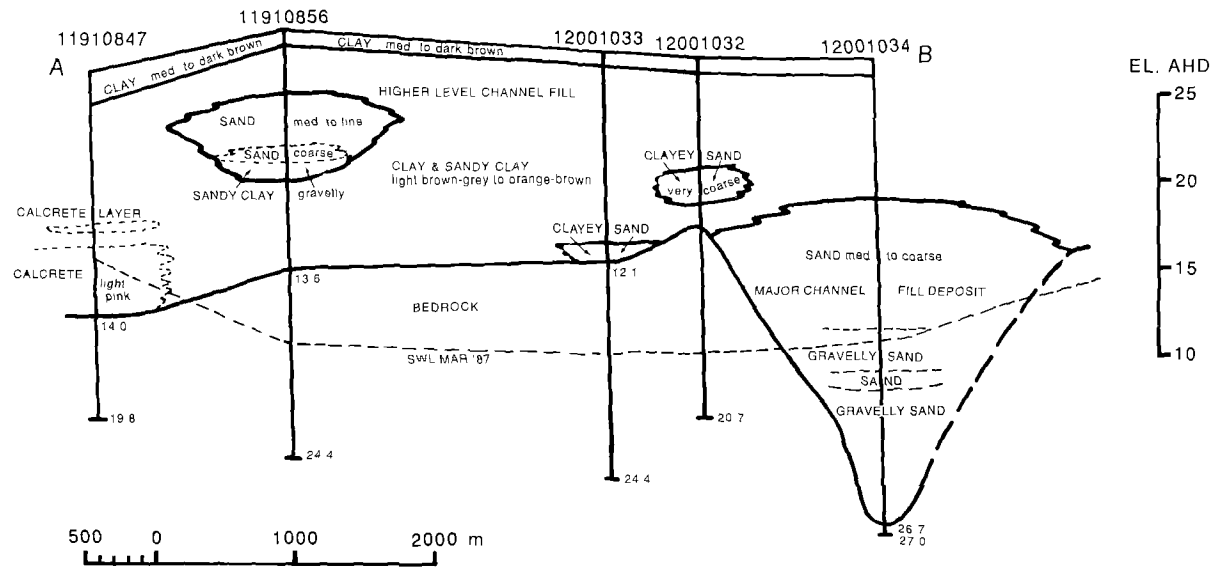 11910856
11910847
12001033
12001032
12001034
A
B
CLAY med to dark brown
CLAY med to dark brown
EL. AHD
25
HIGHER LEVEL CHANNEL FILL
SAND med to fine
SAND coarse
CLAY & SANDY CLAY
light brown-grey to orange-brown
SANDY CLAY gravelly
CLAYEY SAND
very coarse
20
CALCRETE LAYER
CLAYEY SAND
CALCRETE
light
pink
SAND med to coarse
15
13.6
12.1
BEDROCK
MAJOR CHANNEL FILL DEPOSIT
14.0
SWL MAR '87
GRAVELLY SAND
10
SAND
GRAVELLY SAND
19.8
20.7
24.4
24.4
26.7
27.0
500 0 1000 2000 m